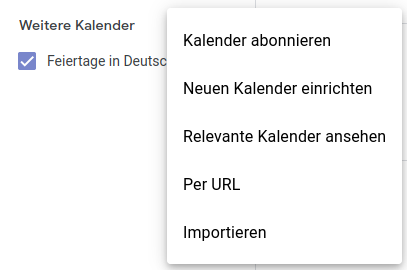 Weitere Kalender
Feiertage in Deutsc
Kalender abonnieren
Neuen Kalender einrichten
Relevante Kalender ansehen
Per URL
Importieren